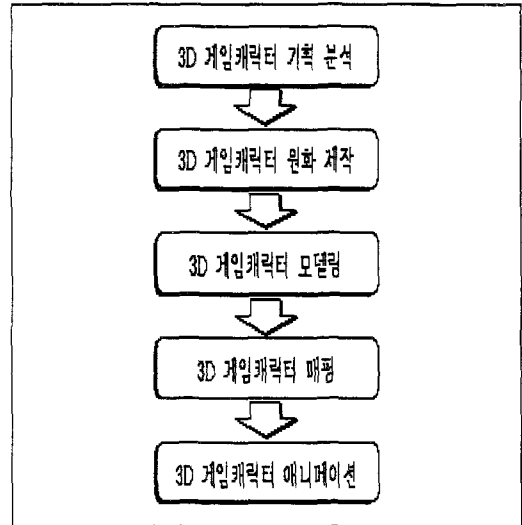 3D 게임캐릭터 기획 분석
3D 게임캐릭터 원화 제작
3D 게임캐릭터 모델링
3D 게임캐릭터 매핑
3D 게임캐릭터 애니메이션